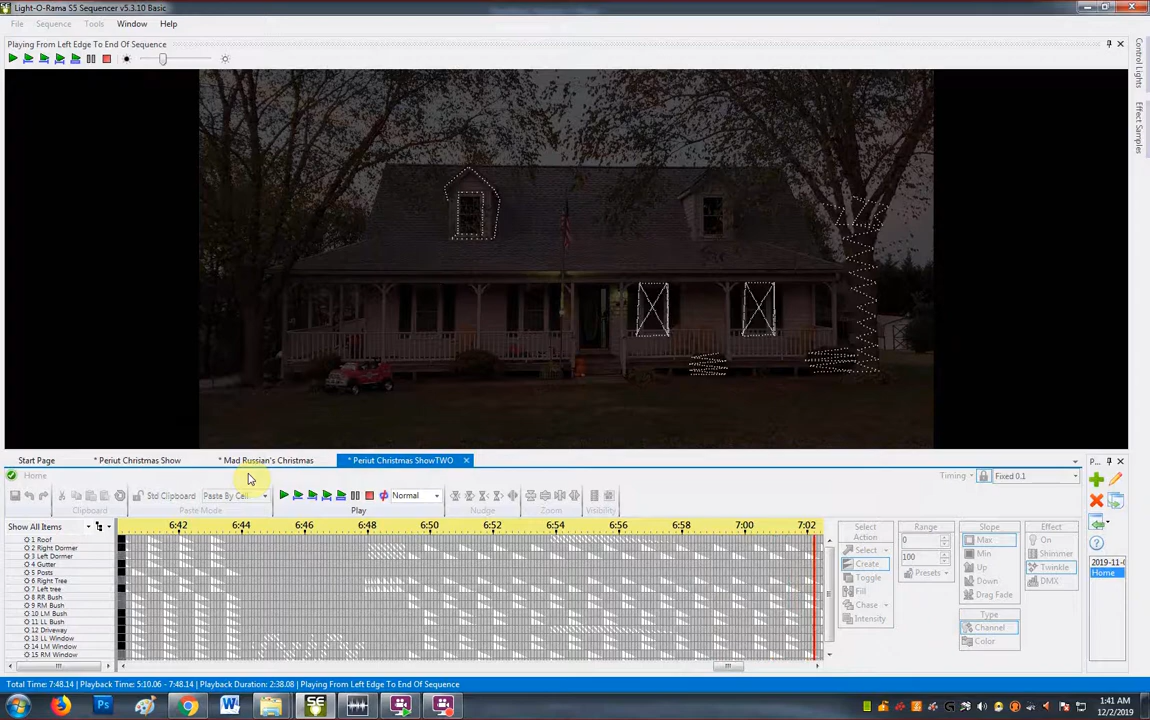 Light-O-Rama S5 Sequencer v5.3.10 Basic
File Sequence Tools Window Help
Playing From Left Edge To End Of Sequence
Control Lights
Effect Samples
Start Page * Periut Christmas Show * Mad Russian's Christmas * Periut Christmas ShowTWO
Home Timing Fixed 0.1
Std Clipboard Paste By Cell Normal
Clipboard Paste Mode Play Nudge Zoom Visibility
Show All Items 6:42 6:44 6:46 6:48 6:50 6:52 6:54 6:56 6:58 7:00 7:02
1 Roof
2 Right Dormer
3 Left Dormer
4 Gutter
5 Posts
6 Right Tree
7 Left tree
8 RR Bush
9 RM Bush
10 LM Bush
11 LL Bush
12 Driveway
13 LL Window
14 LM Window
15 RM Window
Select Action
Select
Create
Toggle
Fill
Chase
Intensity
Range
0
100
Presets
Slope
Max
Min
Up
Down
Drag Fade
Type
Channel
Color
Effect
On
Shimmer
Twinkle
DMX
P...
2019-11-0
Home
Total Time: 7:48.14 | Playback Time: 5:10.06 - 7:48.14 | Playback Duration: 2:38.08 | Playing From Left Edge To End Of Sequence
1:41 AM
12/2/2019